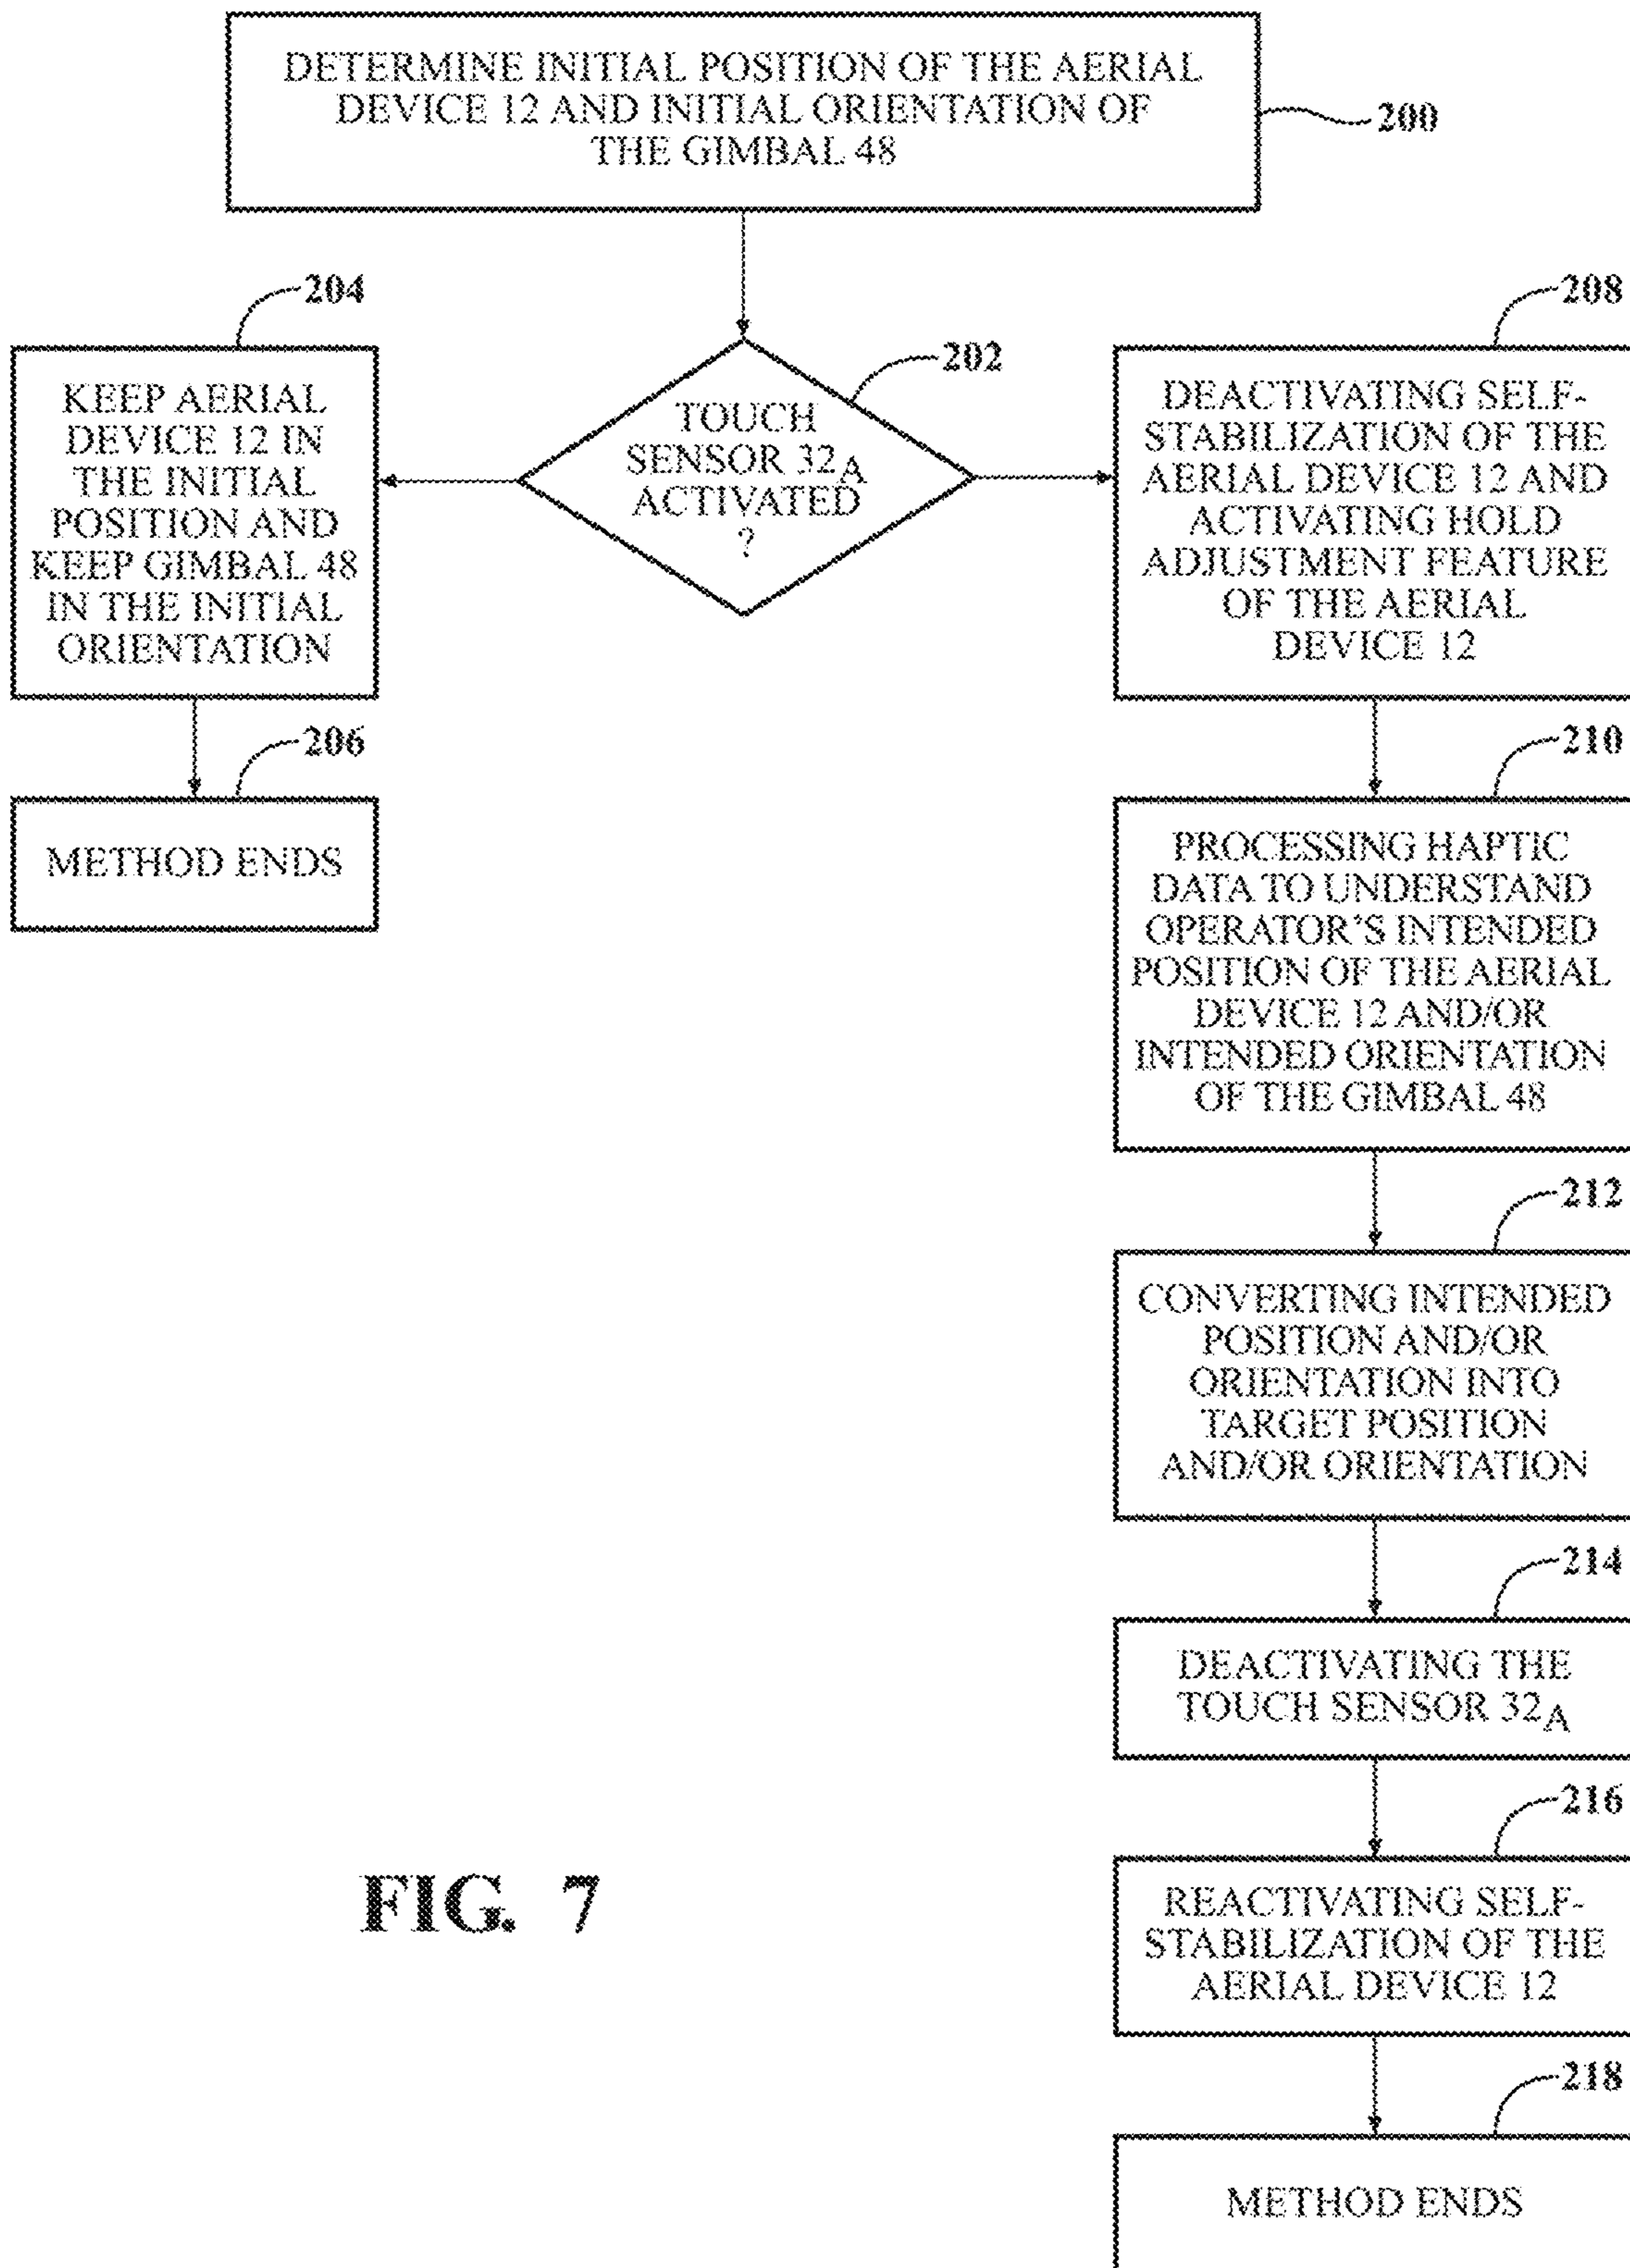 DETERMINE INITIAL POSITION OF THE AERIAL
DEVICE 12 AND INITIAL ORIENTATION OF
THE GIMBAL 48
200
204
KEEP AERIAL
DEVICE 12 IN
THE INITIAL
POSITION AND
KEEP GIMBAL 48
IN THE INITIAL
ORIENTATION
206
METHOD ENDS
202
TOUCH
SENSOR 32A
ACTIVATED
?
208
DEACTIVATING SELF-
STABILIZATION OF THE
AERIAL DEVICE 12 AND
ACTIVATING HOLD
ADJUSTMENT FEATURE
OF THE AERIAL
DEVICE 12
210
PROCESSING HAPTIC
DATA TO UNDERSTAND
OPERATOR'S INTENDED
POSITION OF THE AERIAL
DEVICE 12 AND/OR
INTENDED ORIENTATION
OF THE GIMBAL 48
212
CONVERTING INTENDED
POSITION AND/OR
ORIENTATION INTO
TARGET POSITION
AND/OR ORIENTATION
214
DEACTIVATING THE
TOUCH SENSOR 32A
216
REACTIVATING SELF-
STABILIZATION OF THE
AERIAL DEVICE 12
218
METHOD ENDS
FIG. 7